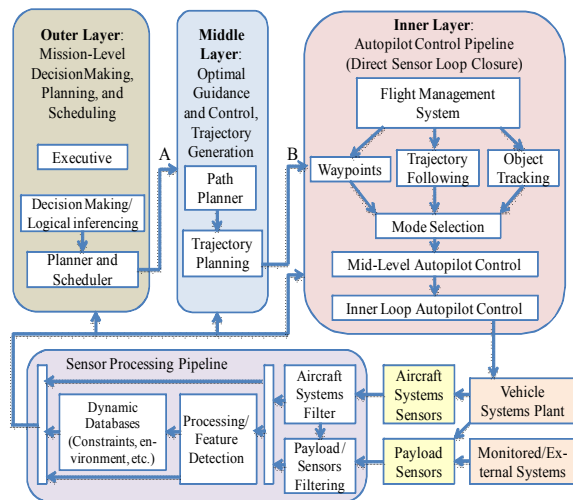 Outer Layer:
Mission-Level
DecisionMaking,
Planning, and
Scheduling
Executive
Decision Making/
Logical inferencing
Planner and
Scheduler
A
Middle
Layer:
Optimal
Guidance
and Control,
Trajectory
Generation
Path
Planner
Trajectory
Planning
B
Inner Layer:
Autopilot Control Pipeline
(Direct Sensor Loop Closure)
Flight Management
System
Waypoints
Trajectory
Following
Object
Tracking
Mode Selection
Mid-Level Autopilot Control
Inner Loop Autopilot Control
Sensor Processing Pipeline
Dynamic
Databases
(Constraints, en-
vironment, etc.)
Processing/
Feature
Detection
Aircraft
Systems
Filter
Payload/
Sensors
Filtering
Aircraft
Systems
Sensors
Payload
Sensors
Vehicle
Systems Plant
Monitored/Ex-
ternal Systems